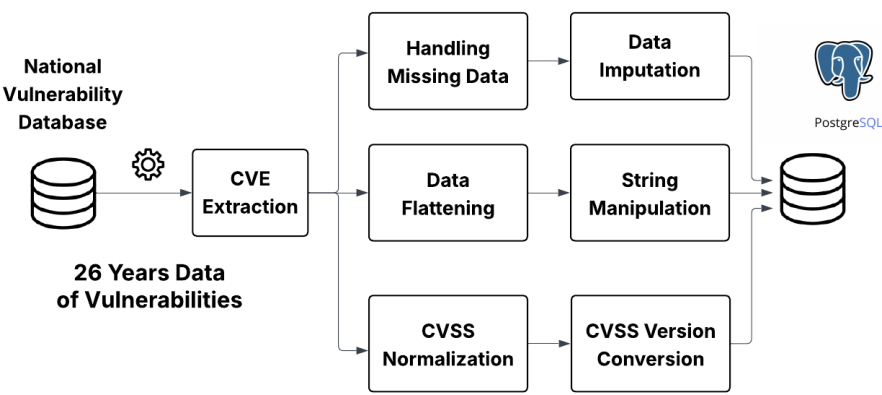 National
Vulnerability
Database
26 Years Data
of Vulnerabilities
CVE
Extraction
Handling
Missing Data
Data
Imputation
Data
Flattening
String
Manipulation
CVSS
Normalization
CVSS Version
Conversion
PostgreSQL